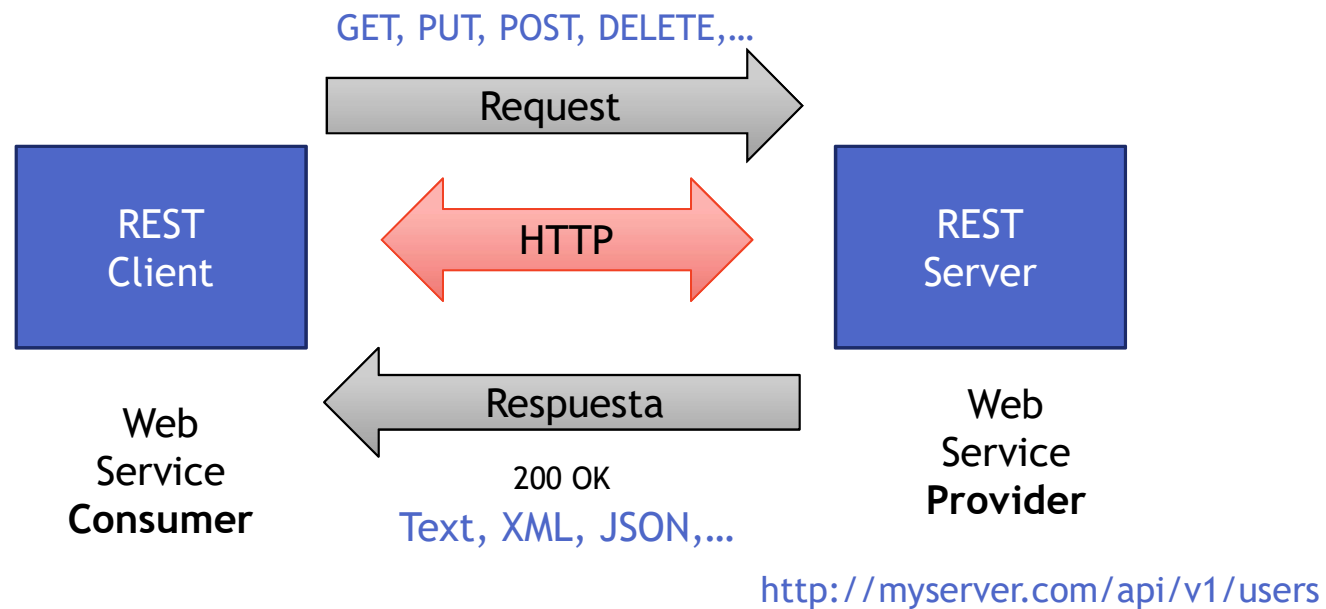 GET, PUT, POST, DELETE,…
Request
REST
Client
HTTP
REST
Server
Respuesta
Web
Service
Consumer
200 OK
Text, XML, JSON,…
Web
Service
Provider
http://myserver.com/api/v1/users